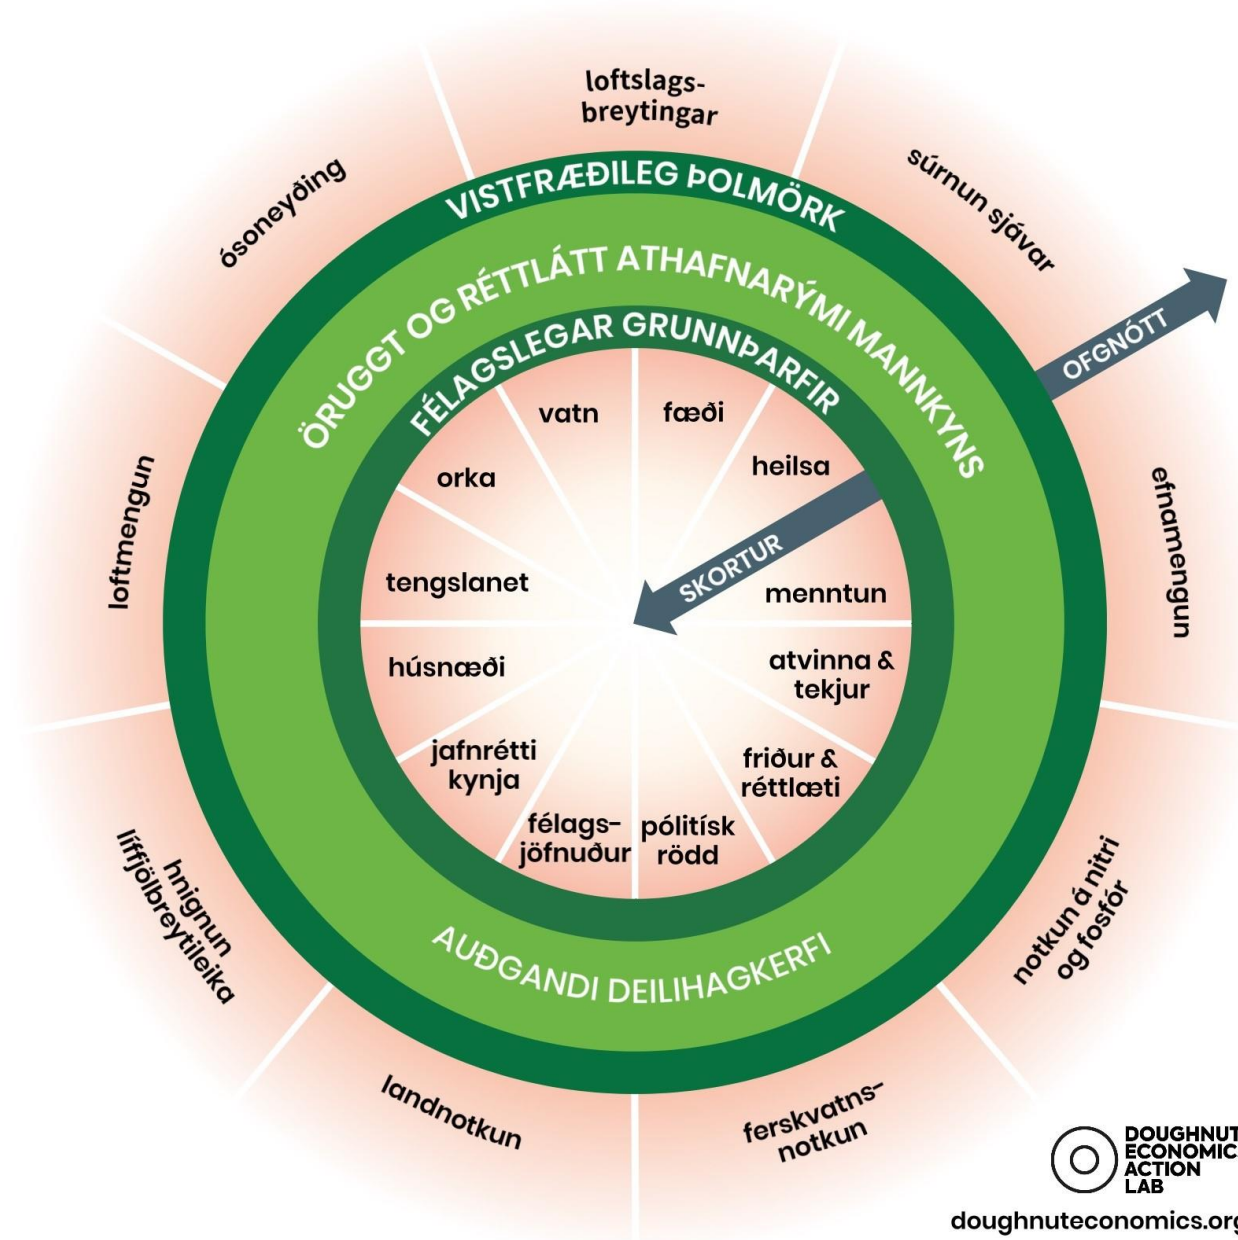 loftslags-
breytingar
súrnun sjávar
ósoneyðing
VISTFRÆÐILEG ÞOLMÖRK
ÖRUGGT OG RÉTTLÁTT ATHAFNARÝMI MANNKYNS
OFGNÓTT
FÉLAGSLEGAR GRUNNÞARFIR
vatn
fæði
orka
heilsa
SKORTUR
tengslanet
menntun
húsnæði
atvinna &
tekjur
jafnrétti
kynja
friður &
réttlæti
félags-
jöfnuður
pólitísk
rödd
loftmengun
efnamengun
AUÐGANDI DEILIHAGKERFI
hnignun
líffjölbreytileika
notkun á nitri
og fosfór
landnotkun
ferskvatns-
notkun
DOUGHNUT
ECONOMIC
ACTION
LAB
doughnuteconomics.org